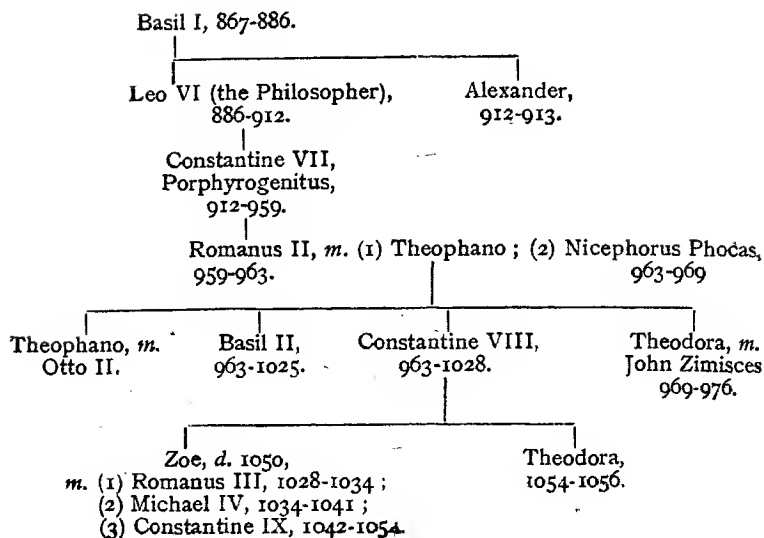 Basil I, 867-886.
Leo VI (the Philosopher),
886-912.
Alexander,
912-913.
Constantine VII,
Porphyrogenitus,
912-959.
Romanus II, m. (1) Theophano ; (2) Nicephorus Phocas,
959-963.
963-969
Theophano, m.
Otto II.
Basil II,
963-1025.
Constantine VIII,
963-1028.
Theodora, m.
John Zimisces
969-976.
Zoe, d. 1050,
m. (1) Romanus III, 1028-1034 ;
(2) Michael IV, 1034-1041 ;
(3) Constantine IX, 1042-1054.
Theodora,
1054-1056.